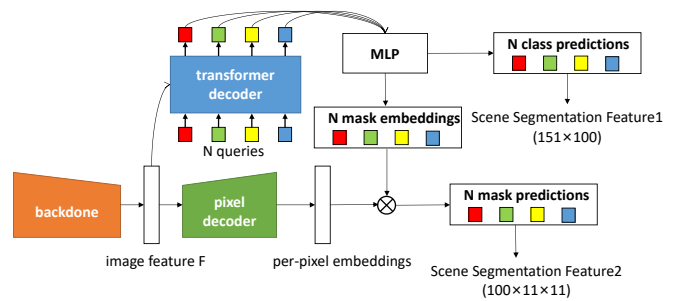 MLP
N class predictions
transformer
decoder
N mask embeddings
Scene Segmentation Feature1
(151×100)
N queries
backdone
pixel
decoder
N mask predictions
image feature F
per-pixel embeddings
Scene Segmentation Feature2
(100×11×11)